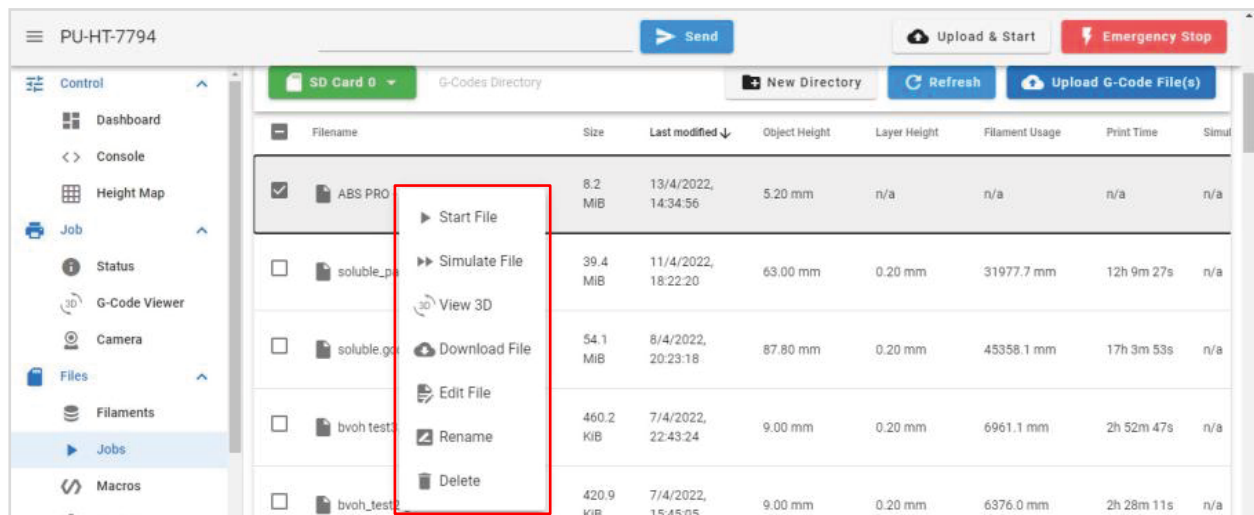 PU-HT-7794
Send
Upload & Start
Emergency Stop
Control
SD Card 0
G-Codes Directory
New Directory
Refresh
Upload G-Code File(s)
Dashboard
Filename Size Last modified Object Height Layer Height Filament Usage Print Time Simul
Console
Height Map
ABS PRO
8.2 MiB
13/4/2022, 14:34:56
5.20 mm n/a n/a n/a n/a
Start File
Job
Status
Simulate File
soluble_pa
39.4 MiB
11/4/2022, 18:22:20
63.00 mm 0.20 mm 31977.7 mm 12h 9m 27s n/a
G-Code Viewer
3D View 3D
Camera
soluble.goo
Download File
54.1 MiB
8/4/2022, 20:23:18
87.80 mm 0.20 mm 45358.1 mm 17h 3m 53s n/a
Files
Edit File
Filaments
bvoh test3
460.2 KiB
7/4/2022, 22:43:24
9.00 mm 0.20 mm 6961.1 mm 2h 52m 47s n/a
Rename
Jobs
Delete
Macros
bvoh_test2_
420.9 KiB
7/4/2022, 15:45:05
9.00 mm 0.20 mm 6376.0 mm 2h 28m 11s n/a